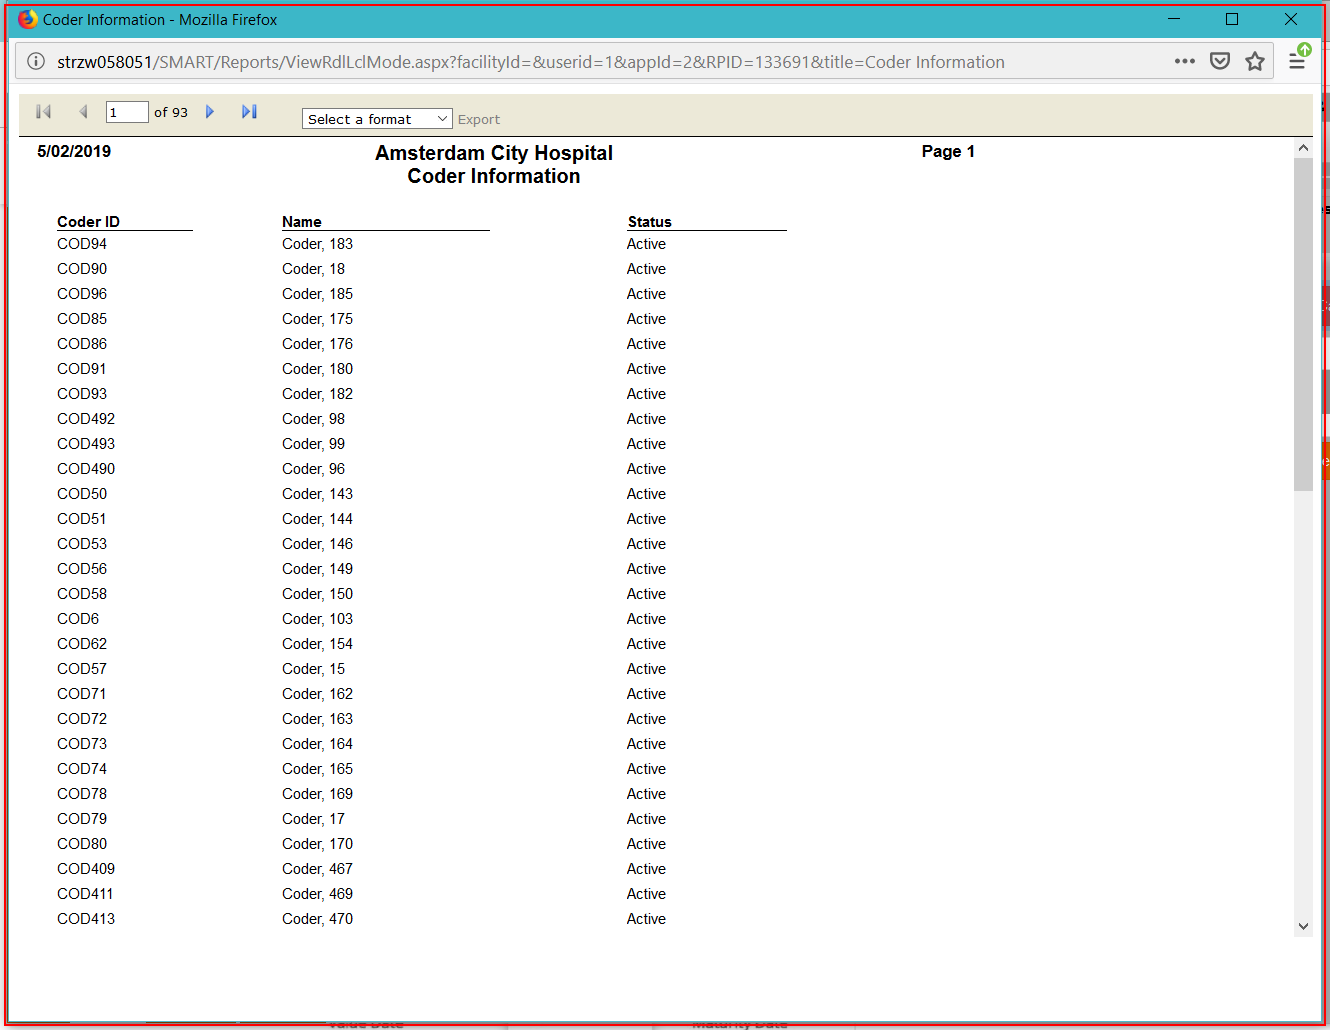 Coder Information - Mozilla Firefox
strzw058051/SMART/Reports/ViewRdlLclMode.aspx?facilityId=&userid=1&appId=2&RPID=133691&title=Coder Information
1 of 93 Select a format Export
5/02/2019 Amsterdam City Hospital Page 1
Coder Information
Coder ID Name Status
COD94 Coder, 183 Active
COD90 Coder, 18 Active
COD96 Coder, 185 Active
COD85 Coder, 175 Active
COD86 Coder, 176 Active
COD91 Coder, 180 Active
COD93 Coder, 182 Active
COD492 Coder, 98 Active
COD493 Coder, 99 Active
COD490 Coder, 96 Active
COD50 Coder, 143 Active
COD51 Coder, 144 Active
COD53 Coder, 146 Active
COD56 Coder, 149 Active
COD58 Coder, 150 Active
COD6 Coder, 103 Active
COD62 Coder, 154 Active
COD57 Coder, 15 Active
COD71 Coder, 162 Active
COD72 Coder, 163 Active
COD73 Coder, 164 Active
COD74 Coder, 165 Active
COD78 Coder, 169 Active
COD79 Coder, 17 Active
COD80 Coder, 170 Active
COD409 Coder, 467 Active
COD411 Coder, 469 Active
COD413 Coder, 470 Active
Value Date Maturity Date